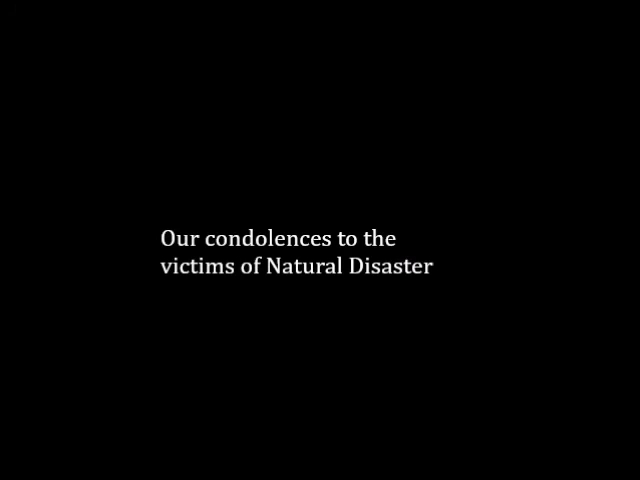 Our condolences to the
victims of Natural Disaster